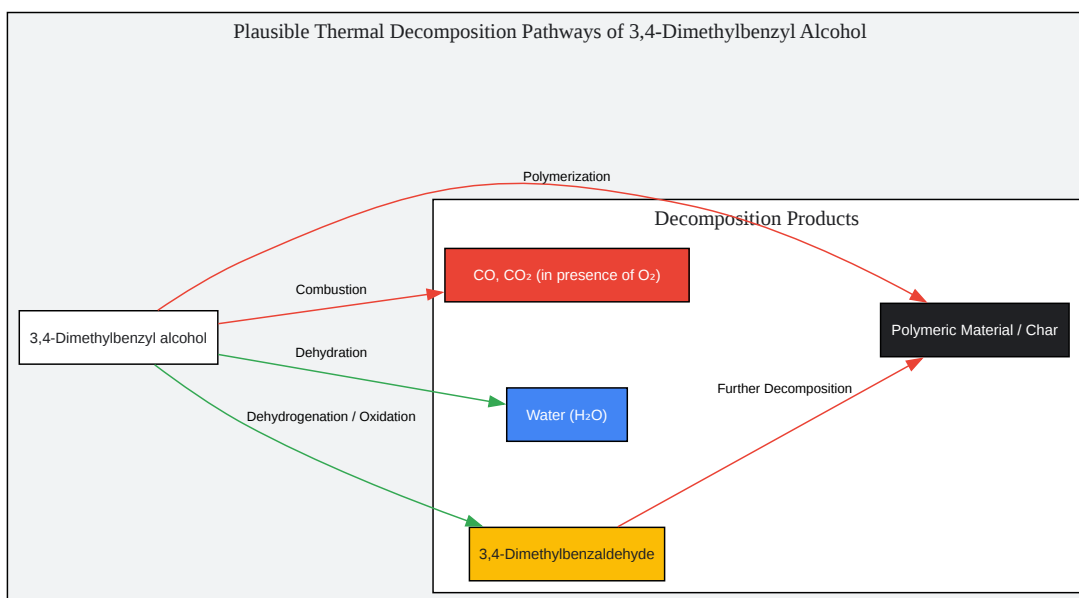 Plausible Thermal Decomposition Pathways of 3,4-Dimethylbenzyl Alcohol
Polymerization
Decomposition Products
CO, CO₂ (in presence of O₂)
Combustion
3,4-Dimethylbenzyl alcohol
Polymeric Material / Char
Dehydration
Further Decomposition
Dehydrogenation / Oxidation
Water (H₂O)
3,4-Dimethylbenzaldehyde